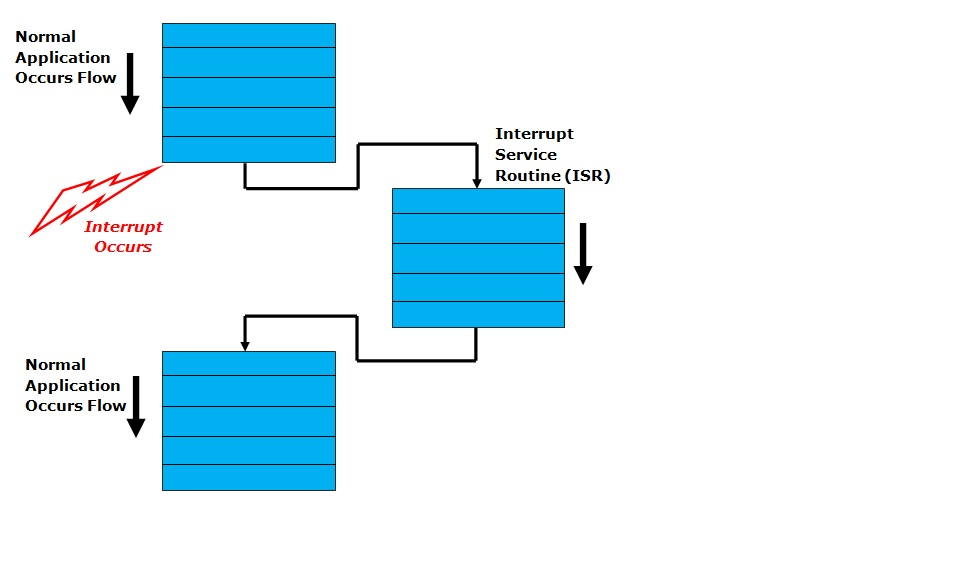 Normal
Application
Occurs Flow
Interrupt
Service
Routine (ISR)
Interrupt
Occurs
Normal
Application
Occurs Flow